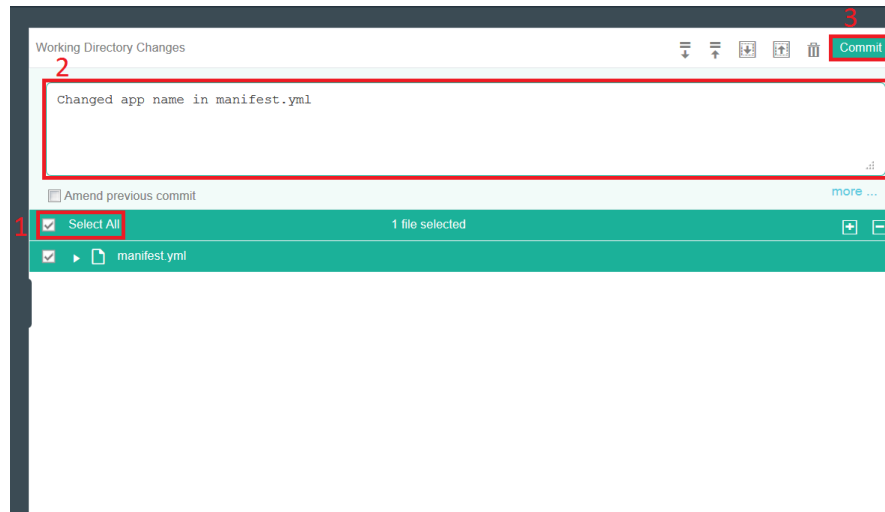 3
Working Directory Changes
Commit
2
Changed app name in manifest.yml
Amend previous commit
more ...
1
Select All
1 file selected
manifest.yml